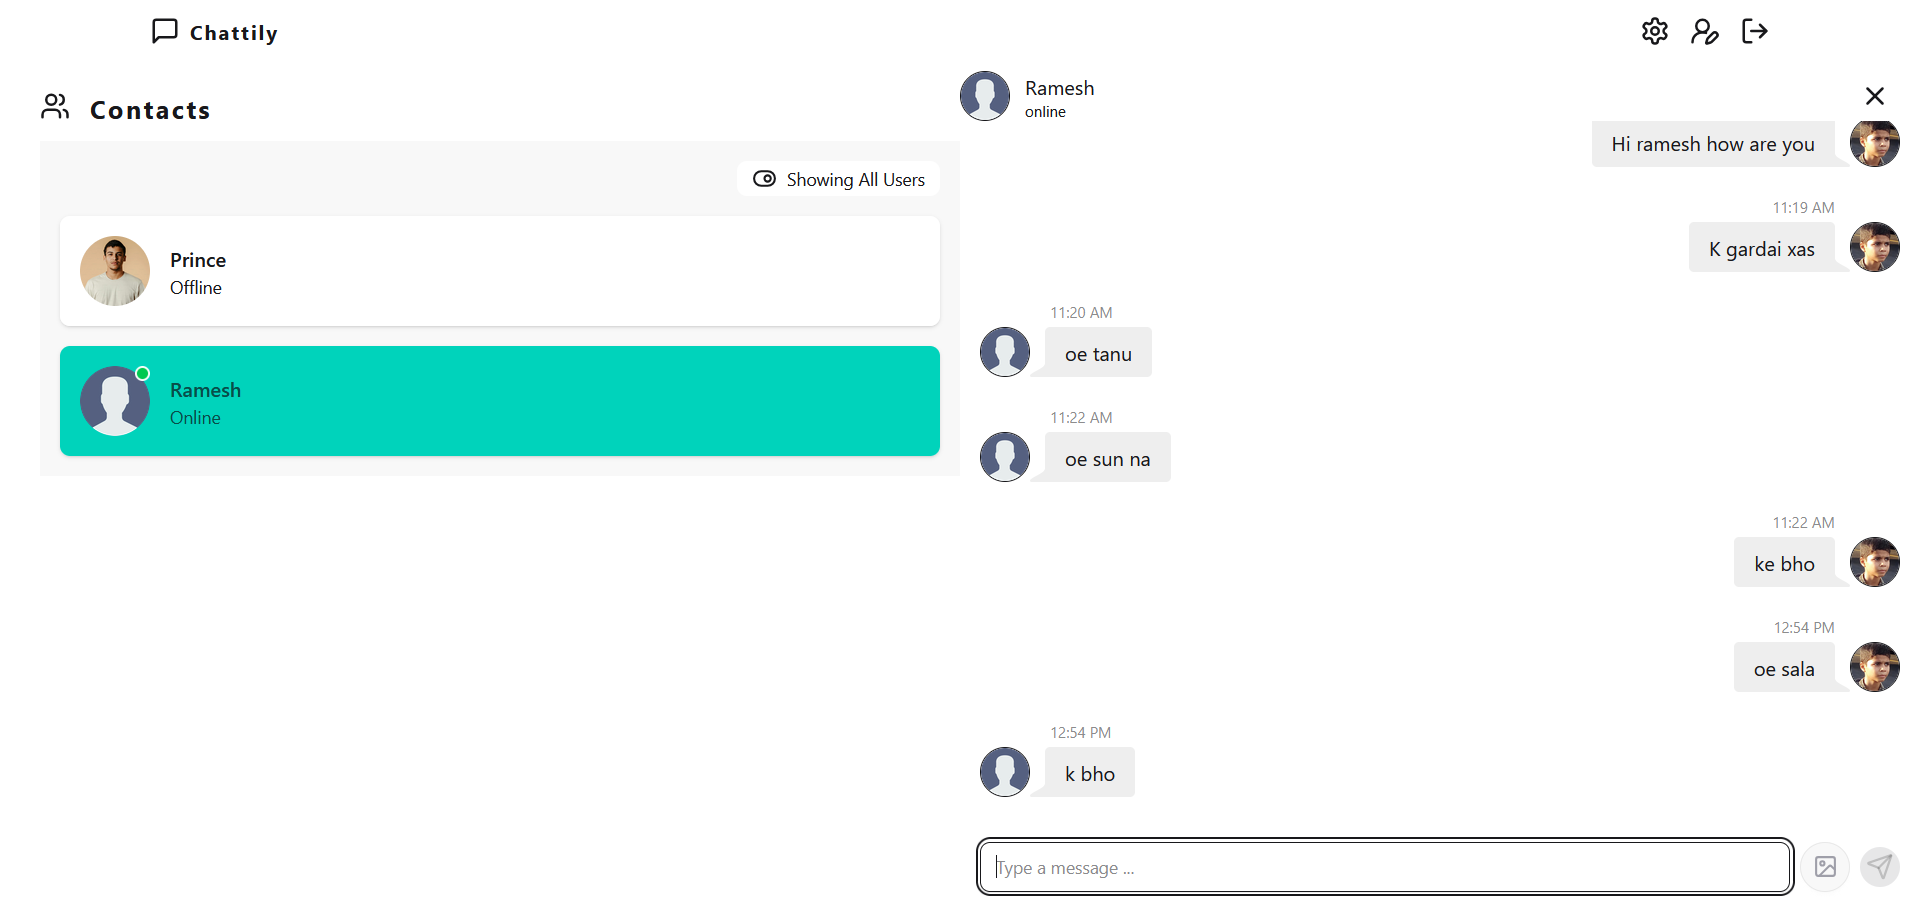 Chattily
Contacts
Showing All Users
Prince
Offline
Ramesh
Online
Ramesh
online
Hi ramesh how are you
11:19 AM
K gardai xas
11:20 AM
oe tanu
11:22 AM
oe sun na
11:22 AM
ke bho
12:54 PM
oe sala
12:54 PM
k bho
Type a message ...